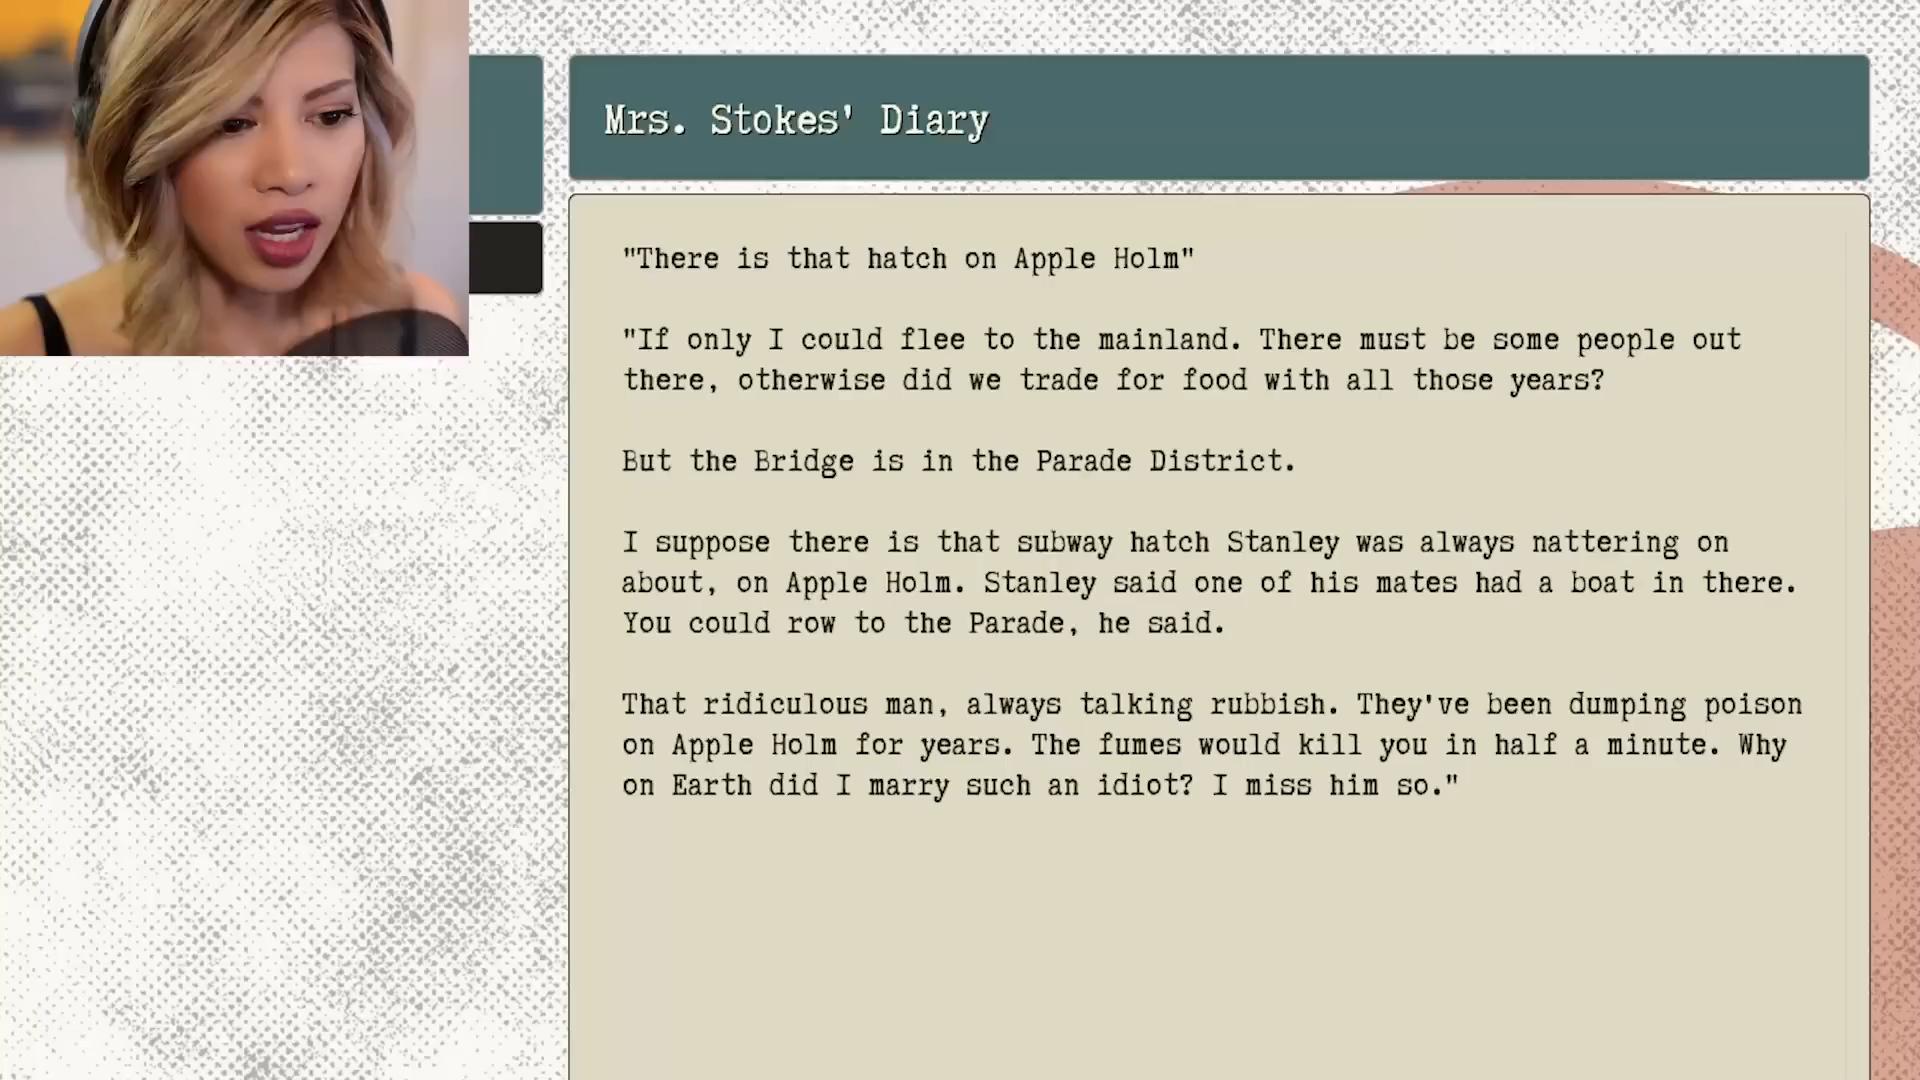 Mrs. Stokes' Diary
"There is that hatch on Apple Holm"
"If only I could flee to the mainland. There must be some people out
there, otherwise did we trade for food with all those years?
But the Bridge is in the Parade District.
I suppose there is that subway hatch Stanley was always nattering on
about, on Apple Holm. Stanley said one of his mates had a boat in there.
You could row to the Parade, he said.
That ridiculous man, always talking rubbish. They've been dumping poison
on Apple Holm for years. The fumes would kill you in half a minute. Why
on Earth did I marry such an idiot? I miss him so."